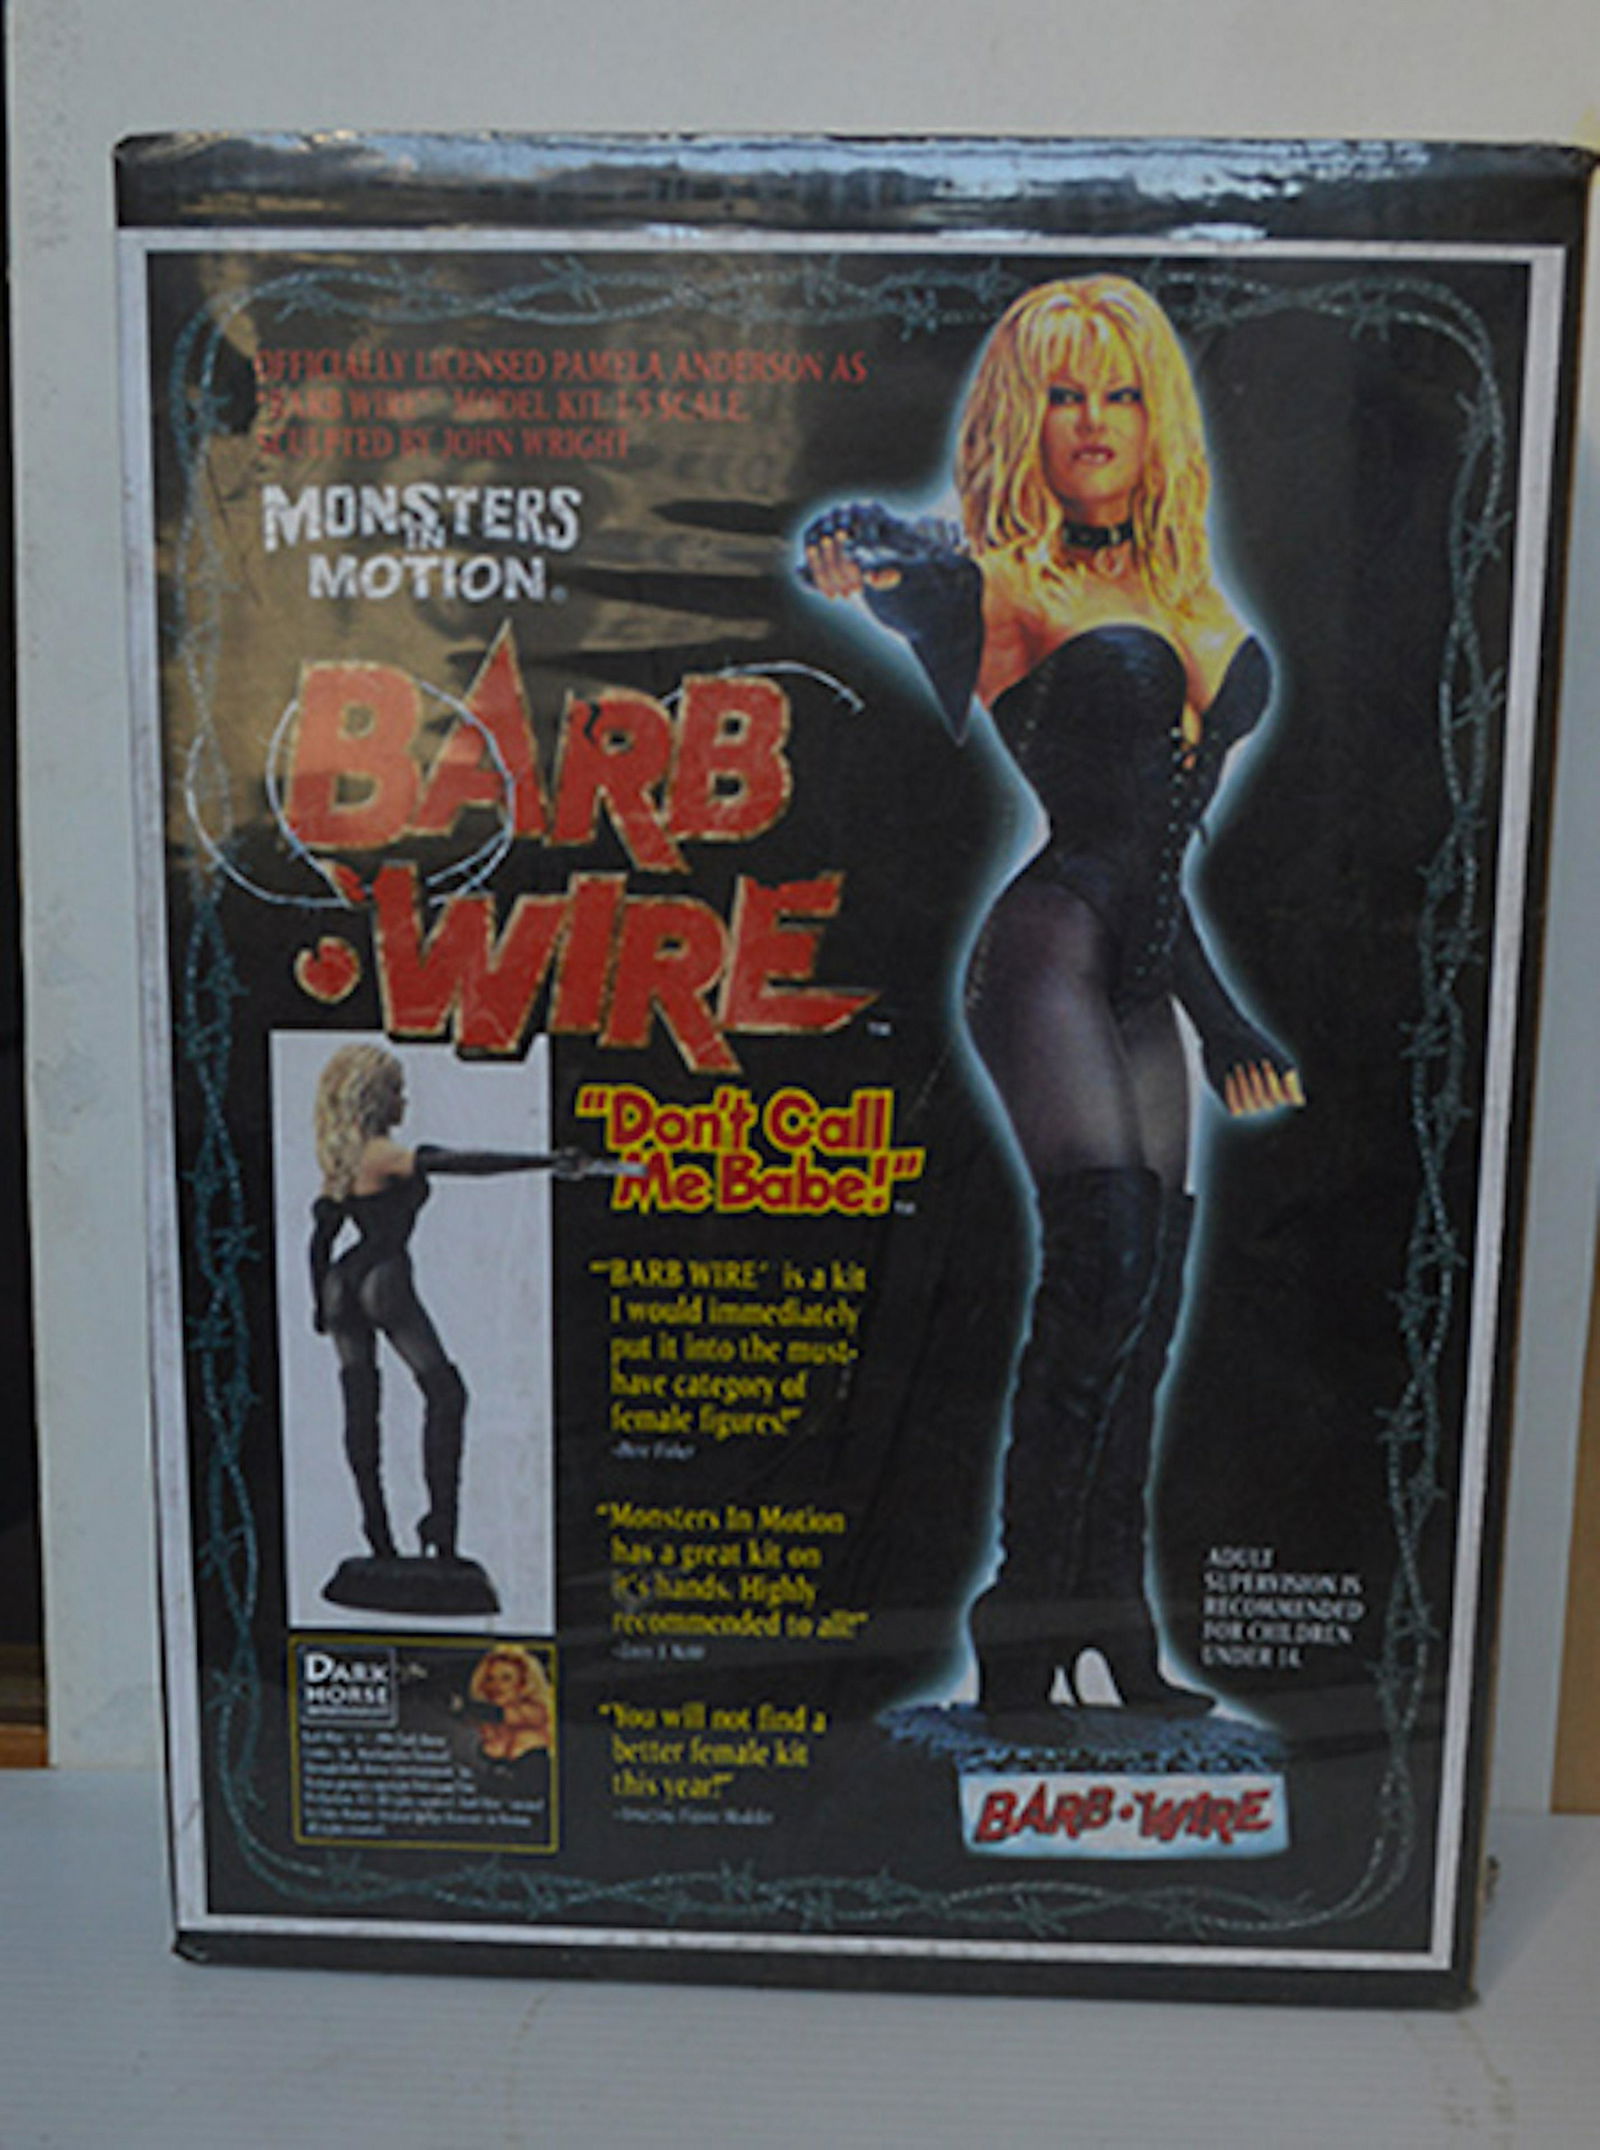 OFFICIALLY LICENSED PAMELA ANDERSON AS
"BARB WIRE" MODEL KIT. 1-5 SCALE.
SCULPTED BY JOHN WRIGHT
MONSTERS
IN
MOTION®
BARB
WIRE™
"Don't Call
Me Babe!"™
"'BARB WIRE' is a kit
I would immediately
put it into the must-
have category of
female figures!"
"Monsters In Motion
has a great kit on
it's hands. Highly
recommended to all!"
"You will not find a
better female kit
this year!"
DARK
HORSE
ADULT
SUPERVISION IS
RECOMMENDED
FOR CHILDREN
UNDER 14.
BARB•WIRE